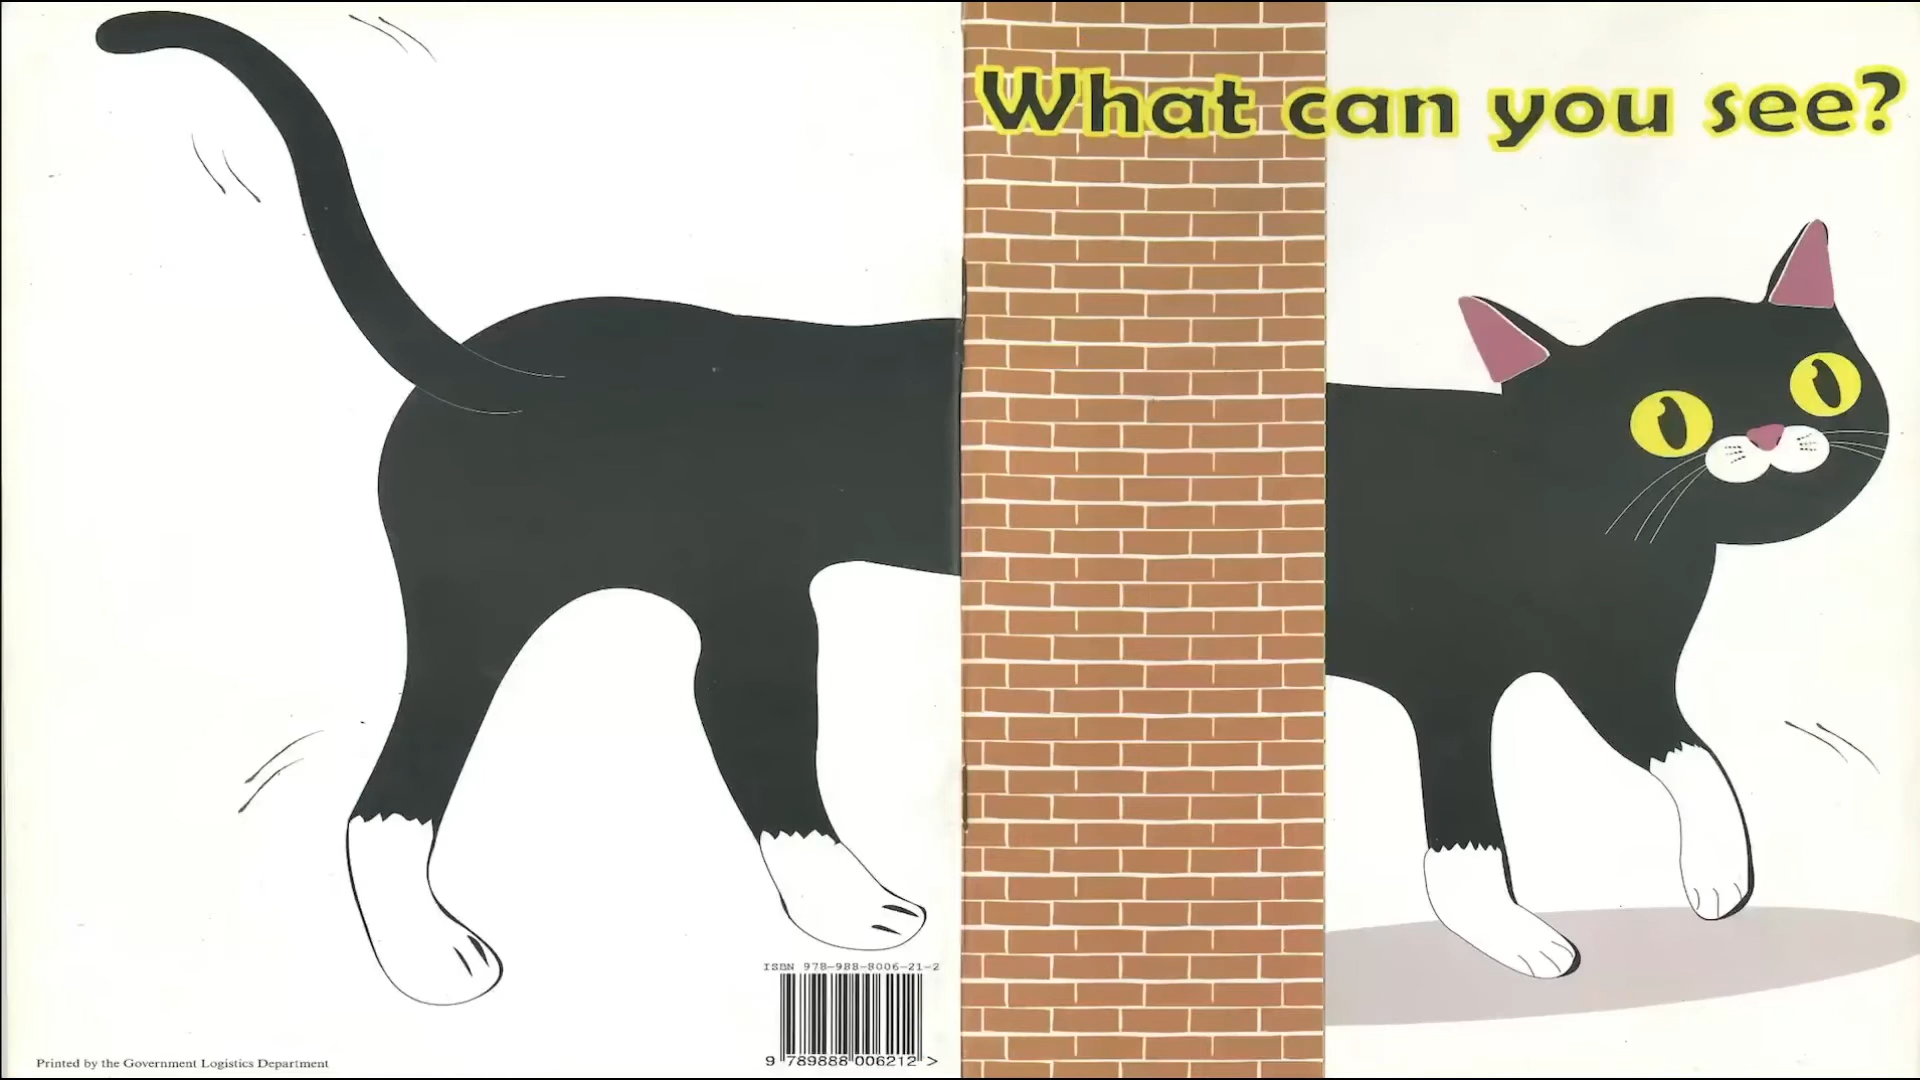 What can you see?
ISBN 978-988-8006-21-2
9 789888 006212 >
Printed by the Government Logistics Department